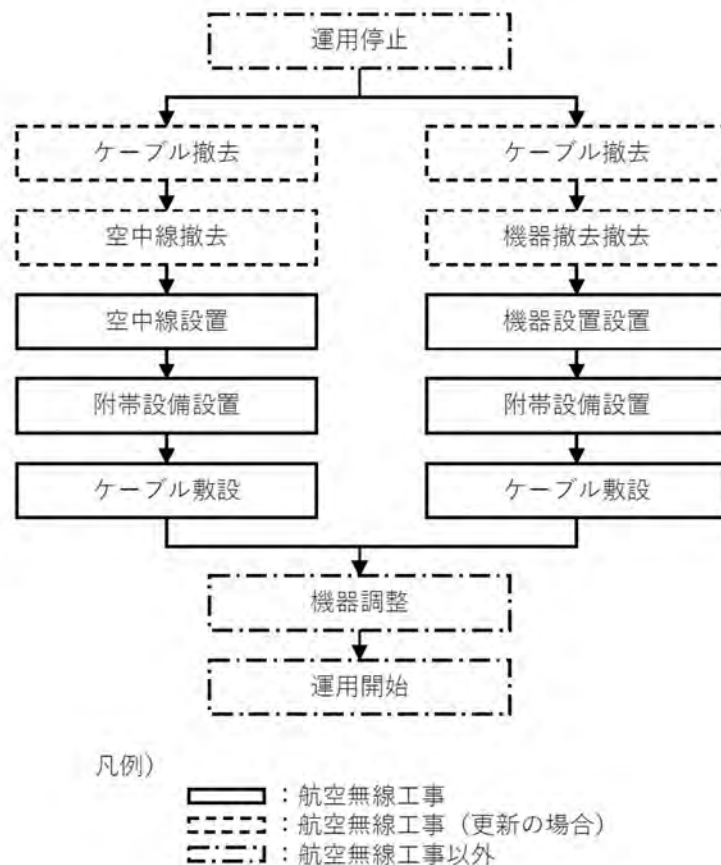 運用停止
ケーブル撤去
ケーブル撤去
空中線撤去
機器撤去撤去
空中線設置
機器設置設置
附帯設備設置
附帯設備設置
ケーブル敷設
ケーブル敷設
機器調整
運用開始
凡例）
：航空無線工事
：航空無線工事（更新の場合）
：航空無線工事以外